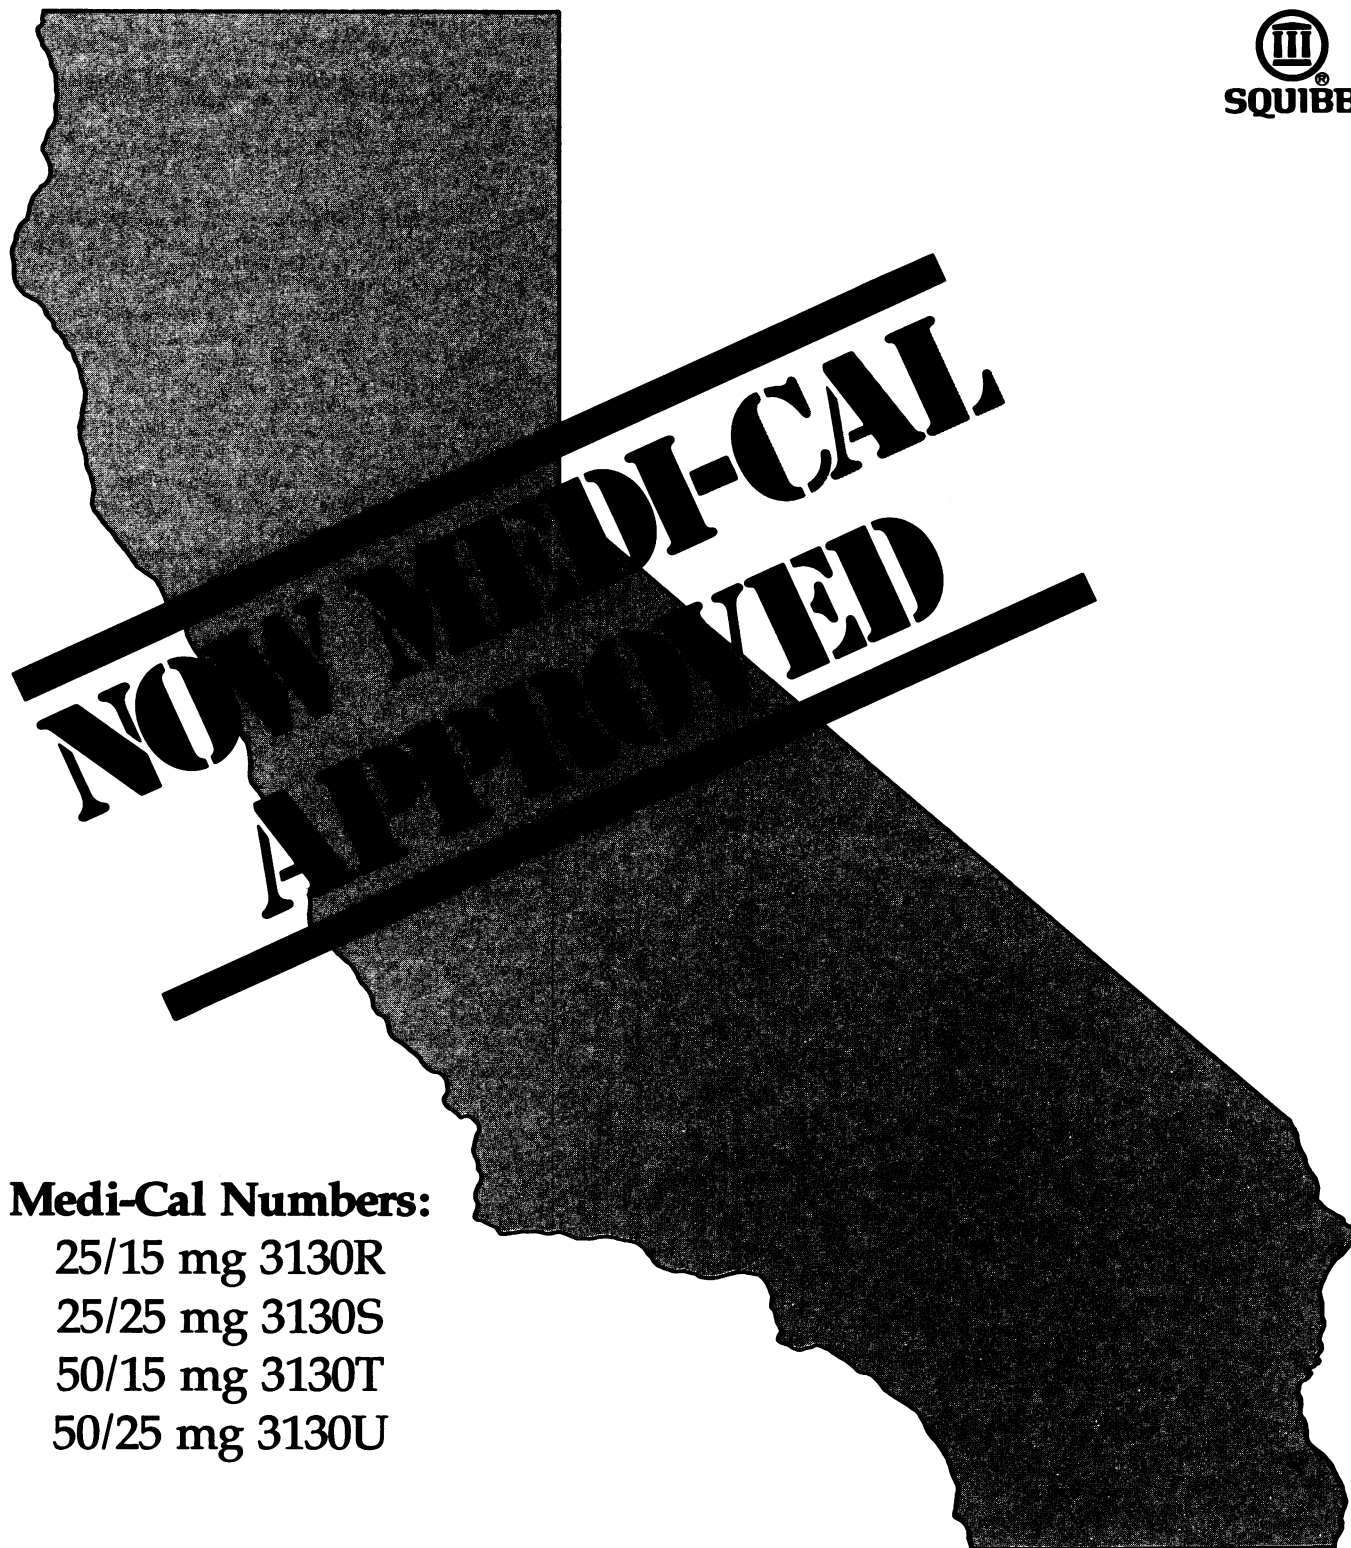 SQUIBB
NOW MEDI-CAL
APPROVED
Medi-Cal Numbers:
25/15 mg 3130R
25/25 mg 3130S
50/15 mg 3130T
50/25 mg 3130U